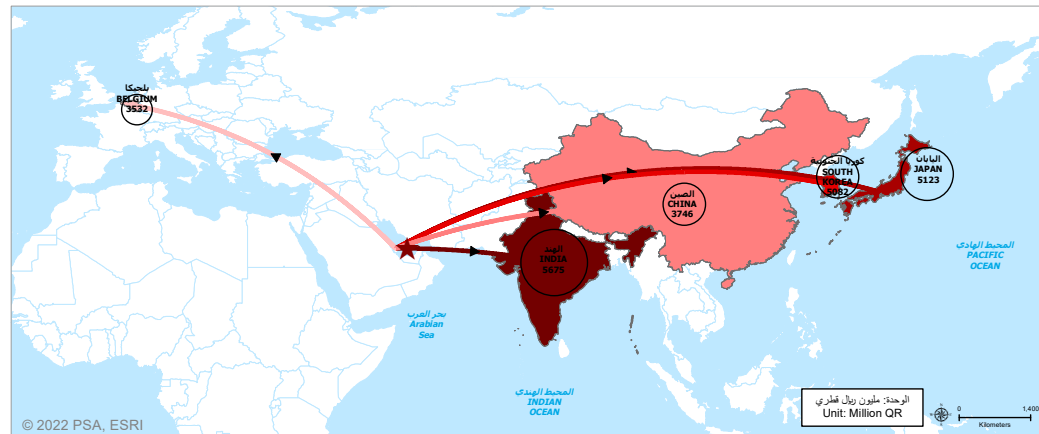 بلجيكا
BELGIUM
3532
كوريا الجنوبية
SOUTH
KOREA
5082
اليابان
JAPAN
5123
الصين
CHINA
3746
الهند
INDIA
5675
المحيط الهادي
PACIFIC
OCEAN
بحر العرب
Arabian
Sea
المحيط الهندي
INDIAN
OCEAN
الوحدة: مليون ريال قطري
Unit: Million QR
0 1,400
Kilometers
© 2022 PSA, ESRI